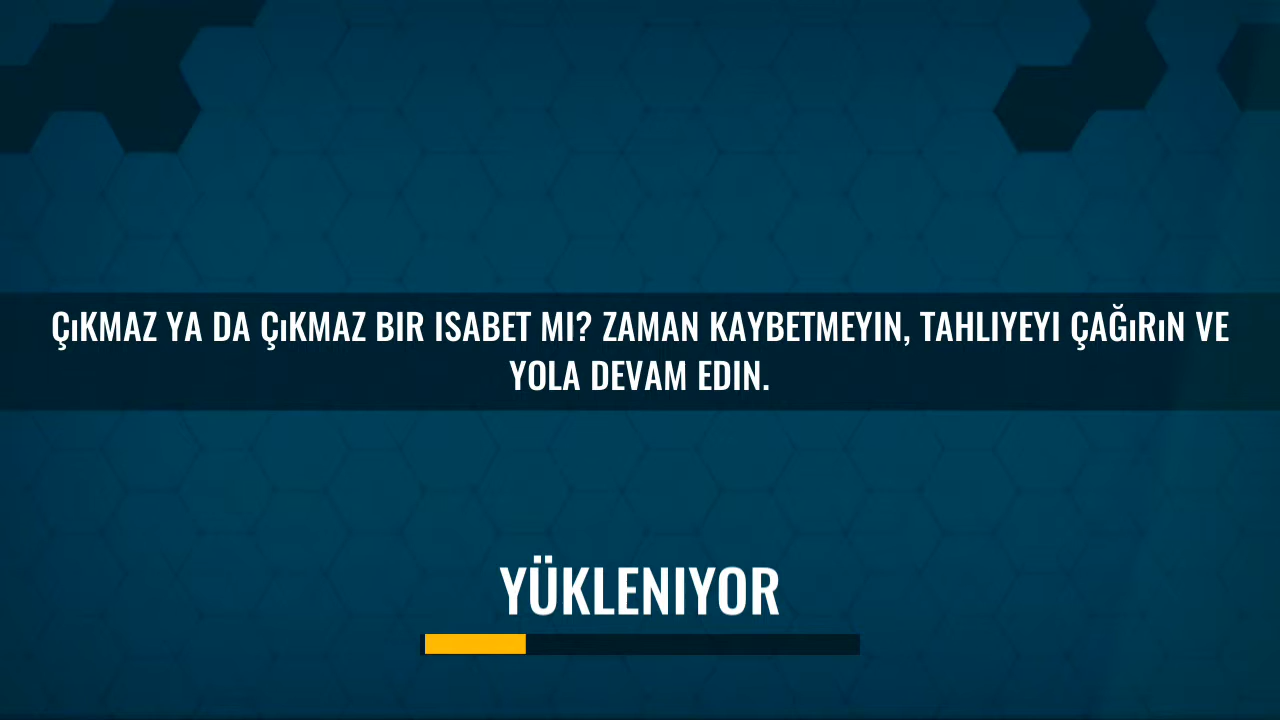 ÇıKMAZ YA DA ÇıKMAZ BIR ISABET MI? ZAMAN KAYBETMEYIN, TAHLIYEYI ÇAĞıRıN VE
YOLA DEVAM EDIN.
YÜKLENIYOR